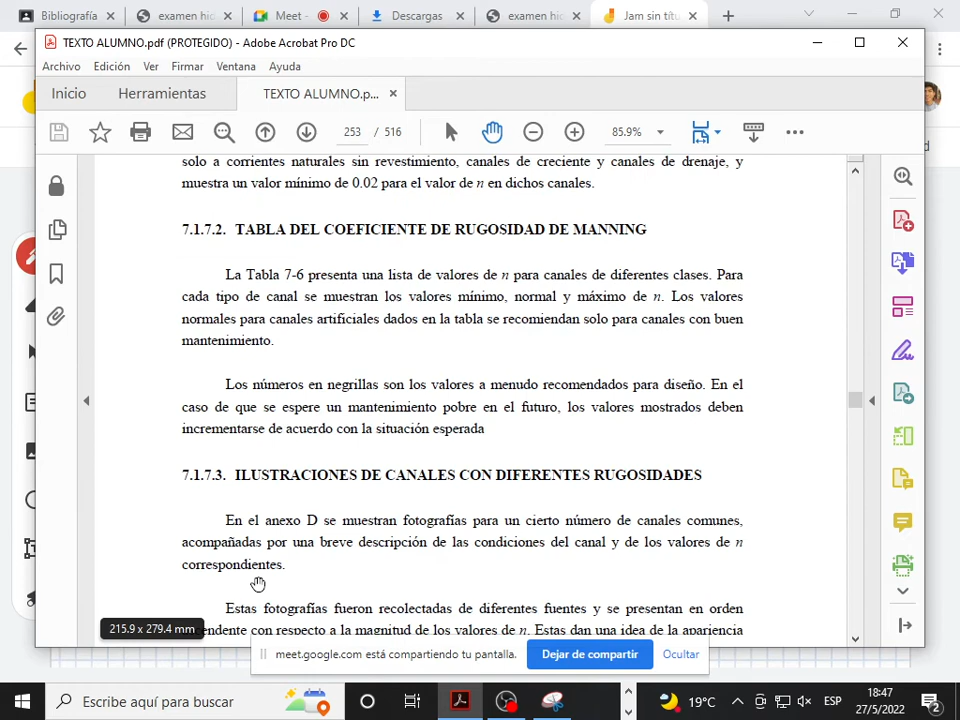 Bibliografía
examen hi
Meet -
Descargas
examen hi
Jam sin tít
TEXTO ALUMNO.pdf (PROTEGIDO) - Adobe Acrobat Pro DC
Archivo Edición Ver Firmar Ventana Ayuda
Inicio Herramientas TEXTO ALUMNO.p...
253 / 516 85.9%
solo a corrientes naturales sin revestimiento, canales de creciente y canales de drenaje, y
muestra un valor mínimo de 0.02 para el valor de n en dichos canales.
7.1.7.2. TABLA DEL COEFICIENTE DE RUGOSIDAD DE MANNING
La Tabla 7-6 presenta una lista de valores de n para canales de diferentes clases. Para
cada tipo de canal se muestran los valores mínimo, normal y máximo de n. Los valores
normales para canales artificiales dados en la tabla se recomiendan solo para canales con buen
mantenimiento.
Los números en negrillas son los valores a menudo recomendados para diseño. En el
caso de que se espere un mantenimiento pobre en el futuro, los valores mostrados deben
incrementarse de acuerdo con la situación esperada
7.1.7.3. ILUSTRACIONES DE CANALES CON DIFERENTES RUGOSIDADES
En el anexo D se muestran fotografías para un cierto número de canales comunes,
acompañadas por una breve descripción de las condiciones del canal y de los valores de n
correspondientes.
Estas fotografías fueron recolectadas de diferentes fuentes y se presentan en orden
endente con respecto a la magnitud de los valores de n. Estas dan una idea de la apariencia
215.9 x 279.4 mm
meet.google.com está compartiendo tu pantalla. Dejar de compartir Ocultar
Escribe aquí para buscar
19°C
ESP
18:47
27/5/2022
2